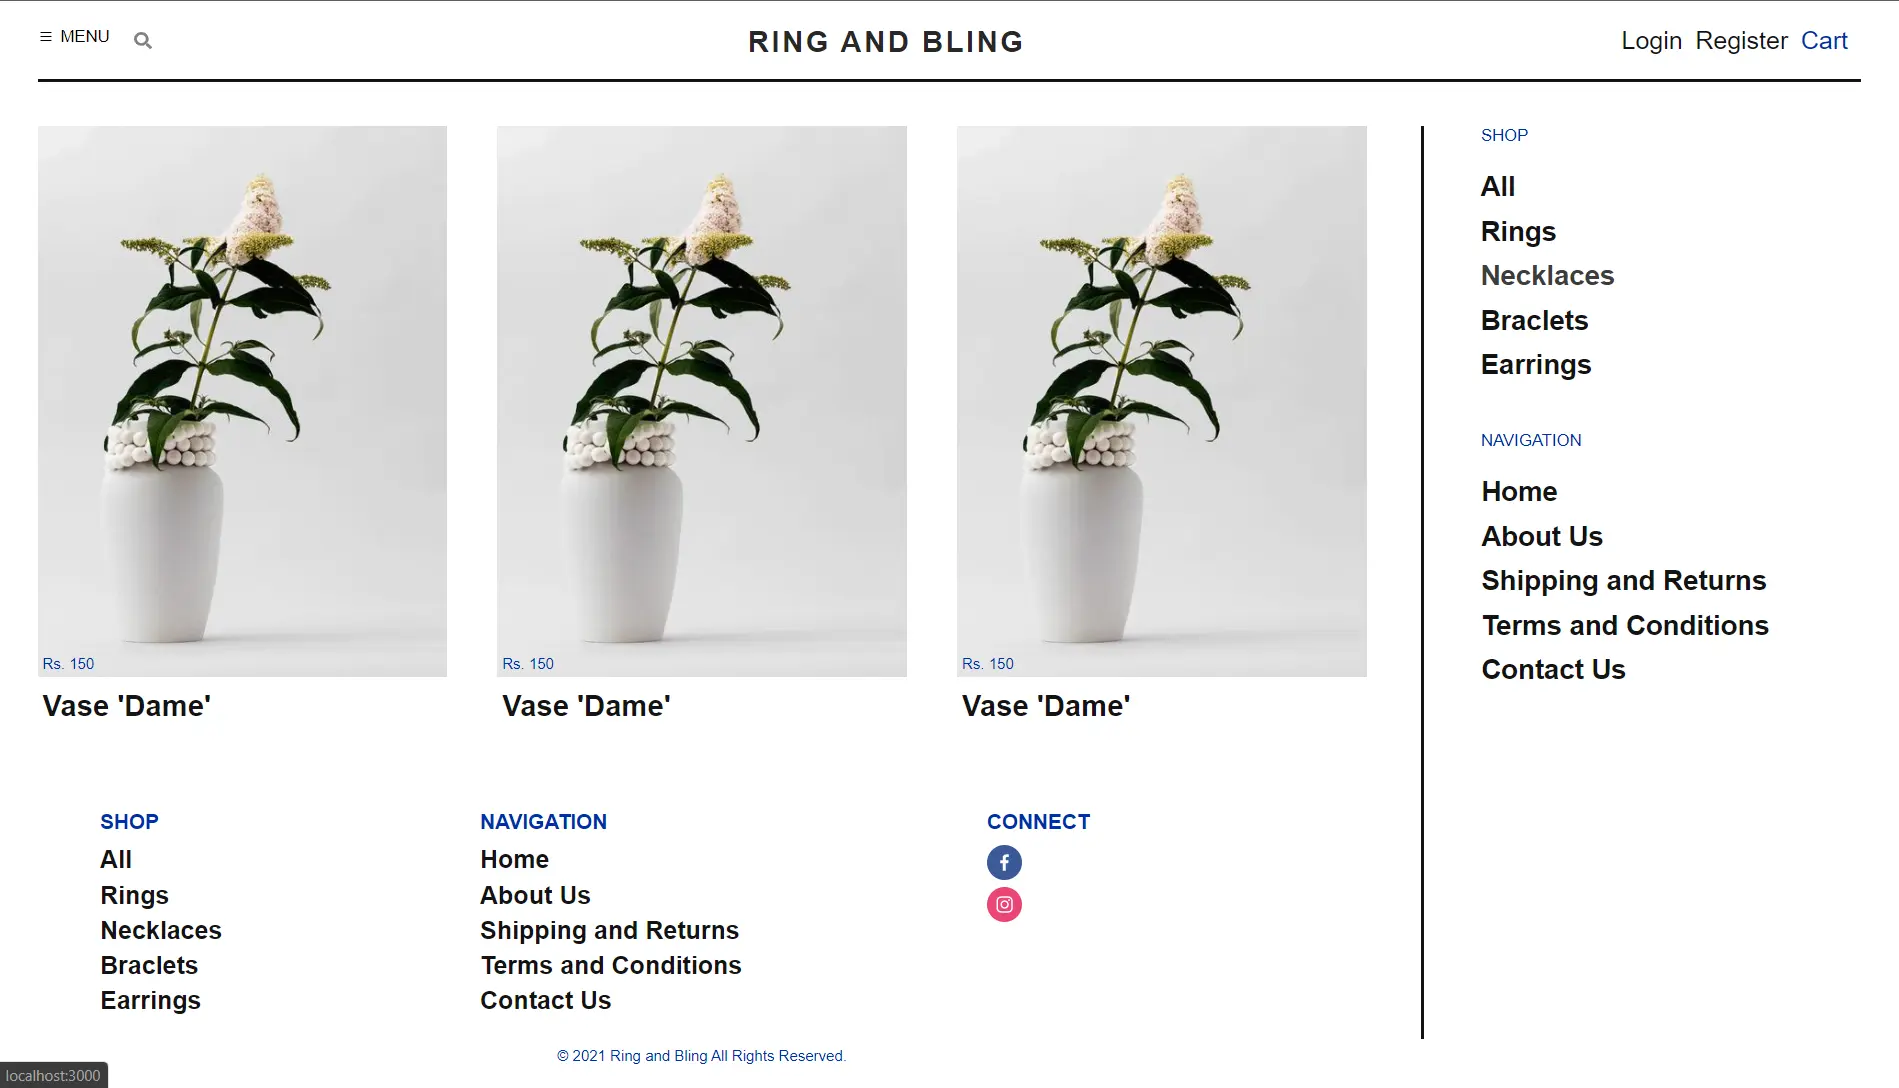 ≡ MENU
RING AND BLING
Login Register Cart
Rs. 150
Vase 'Dame'
Rs. 150
Vase 'Dame'
Rs. 150
Vase 'Dame'
SHOP
All
Rings
Necklaces
Braclets
Earrings
NAVIGATION
Home
About Us
Shipping and Returns
Terms and Conditions
Contact Us
SHOP
All
Rings
Necklaces
Braclets
Earrings
NAVIGATION
Home
About Us
Shipping and Returns
Terms and Conditions
Contact Us
CONNECT
© 2021 Ring and Bling All Rights Reserved.
localhost:3000